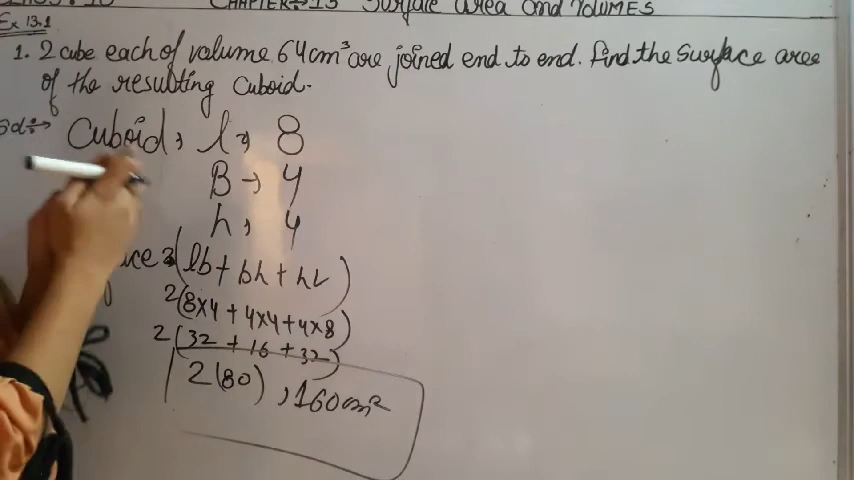 CHAPTER-13 Surface area and Volumes
Ex 13.1
1. 2 cube each of volume 64cm³ are joined end to end. find the surface area
of the resulting cuboid.
Sol:→ Cuboid, l → 8
B → 4
h, 4
2(lb + bh + hl)
2(8×4 + 4×4 + 4×8)
2(32 + 16 + 32)
2(80), 160cm²